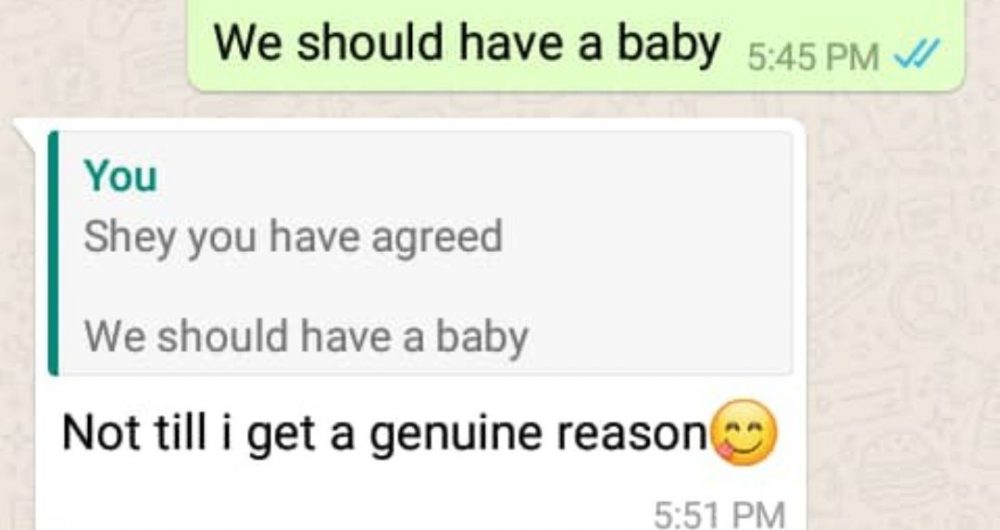 We should have a baby 5:45 PM
You
Shey you have agreed
We should have a baby
Not till i get a genuine reason😋
5:51 PM